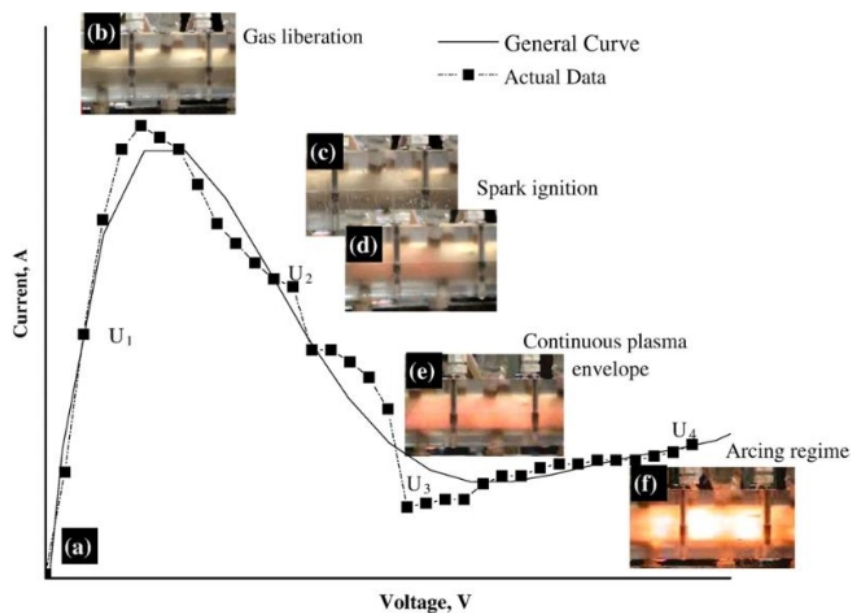 (b)
Gas liberation
General Curve
Actual Data
(c)
Spark ignition
(d)
U2
Current, A
U1
Continuous plasma
envelope
(e)
U4
Arcing regime
U3
(f)
(a)
Voltage, V